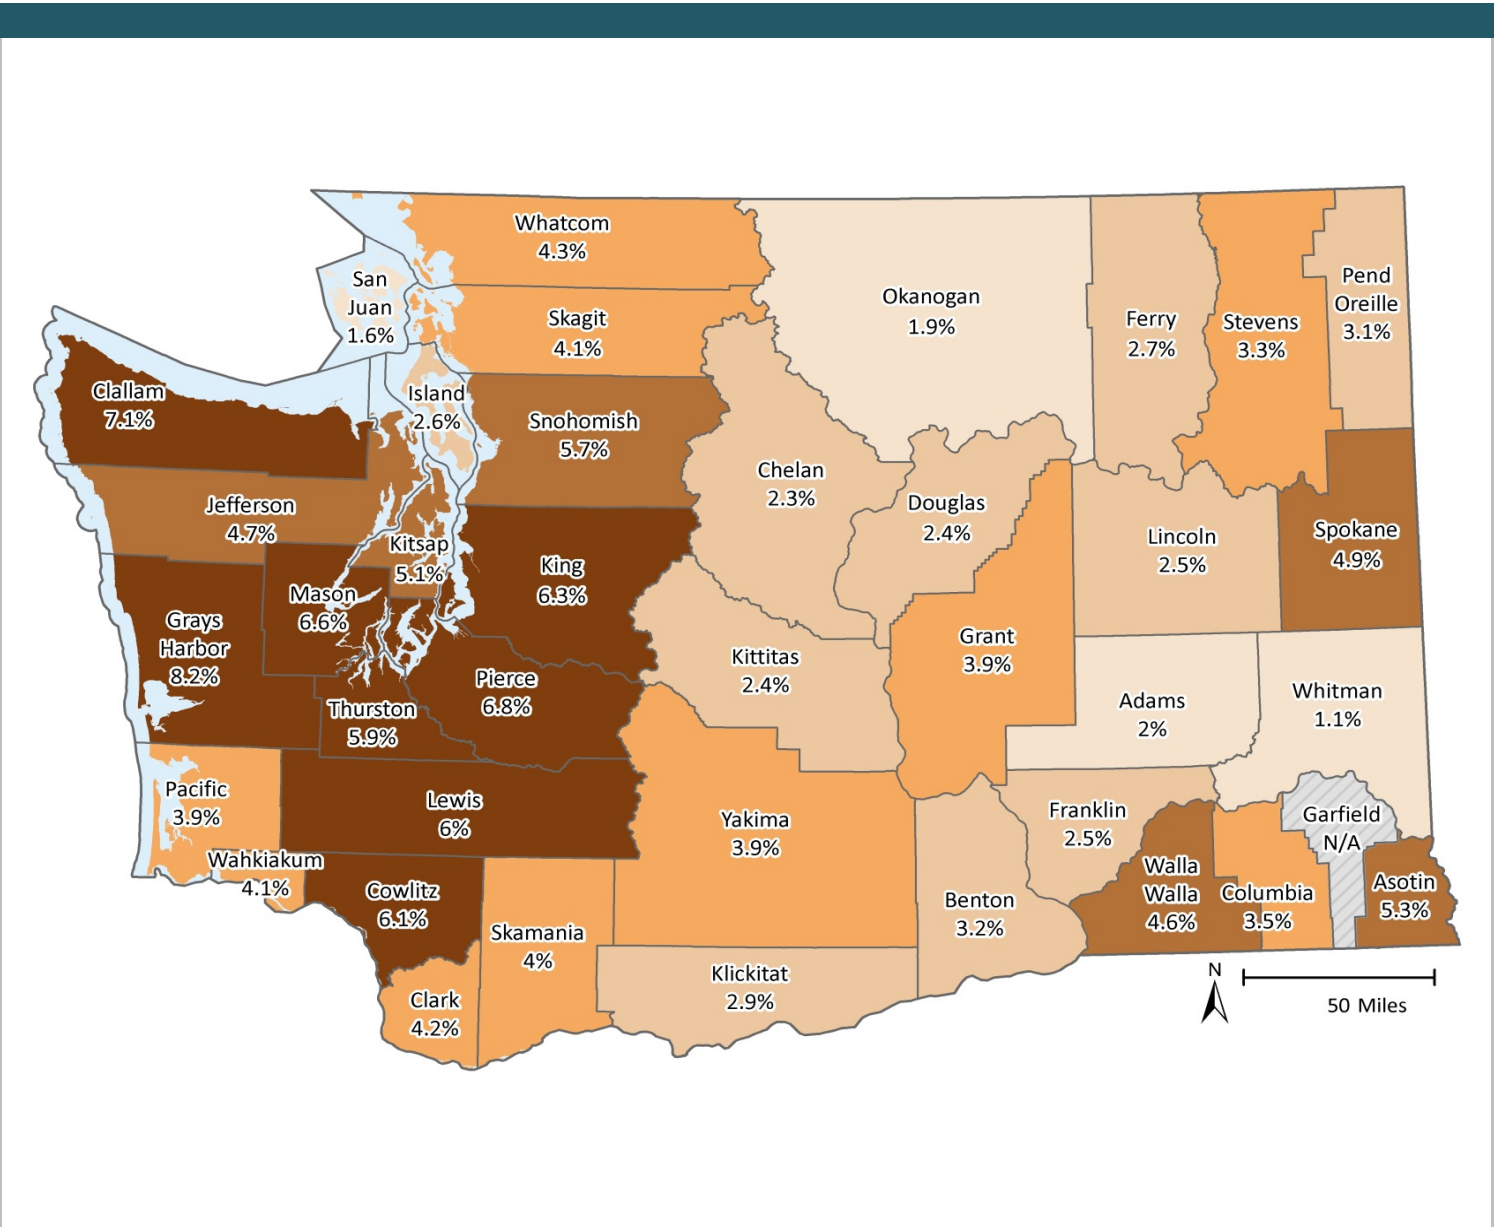 Whatcom
4.3%
San
Juan
1.6%
Skagit
4.1%
Okanogan
1.9%
Ferry
2.7%
Stevens
3.3%
Pend
Oreille
3.1%
Clallam
7.1%
Island
2.6%
Snohomish
5.7%
Chelan
2.3%
Douglas
2.4%
Lincoln
2.5%
Spokane
4.9%
Jefferson
4.7%
Kitsap
5.1%
King
6.3%
Mason
6.6%
Grays
Harbor
8.2%
Kittitas
2.4%
Grant
3.9%
Adams
2%
Whitman
1.1%
Thurston
5.9%
Pierce
6.8%
Pacific
3.9%
Lewis
6%
Yakima
3.9%
Franklin
2.5%
Garfield
N/A
Wahkiakum
4.1%
Cowlitz
6.1%
Skamania
4%
Benton
3.2%
Walla
Walla
4.6%
Columbia
3.5%
Asotin
5.3%
Clark
4.2%
Klickitat
2.9%
N
50 Miles